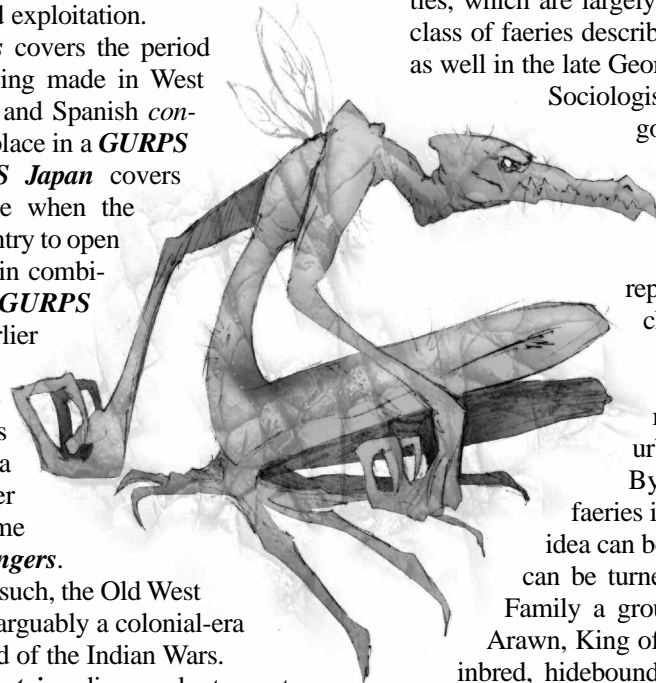 d exploitation.
covers the period
ing made in West
and Spanish con-
place in a GURPS
S Japan covers
e when the
ntry to open
in combi-
GURPS
rlier
s
a
er
me
ngers.
such, the Old West
arguably a colonial-era
d of the Indian Wars.
ties, which are largely
class of faeries describ
as well in the late Geor
Sociologis
go
rep
cl
urb
By
faeries i
idea can be
can be turne
Family a grou
Arawn, King of
inbred, hidebound